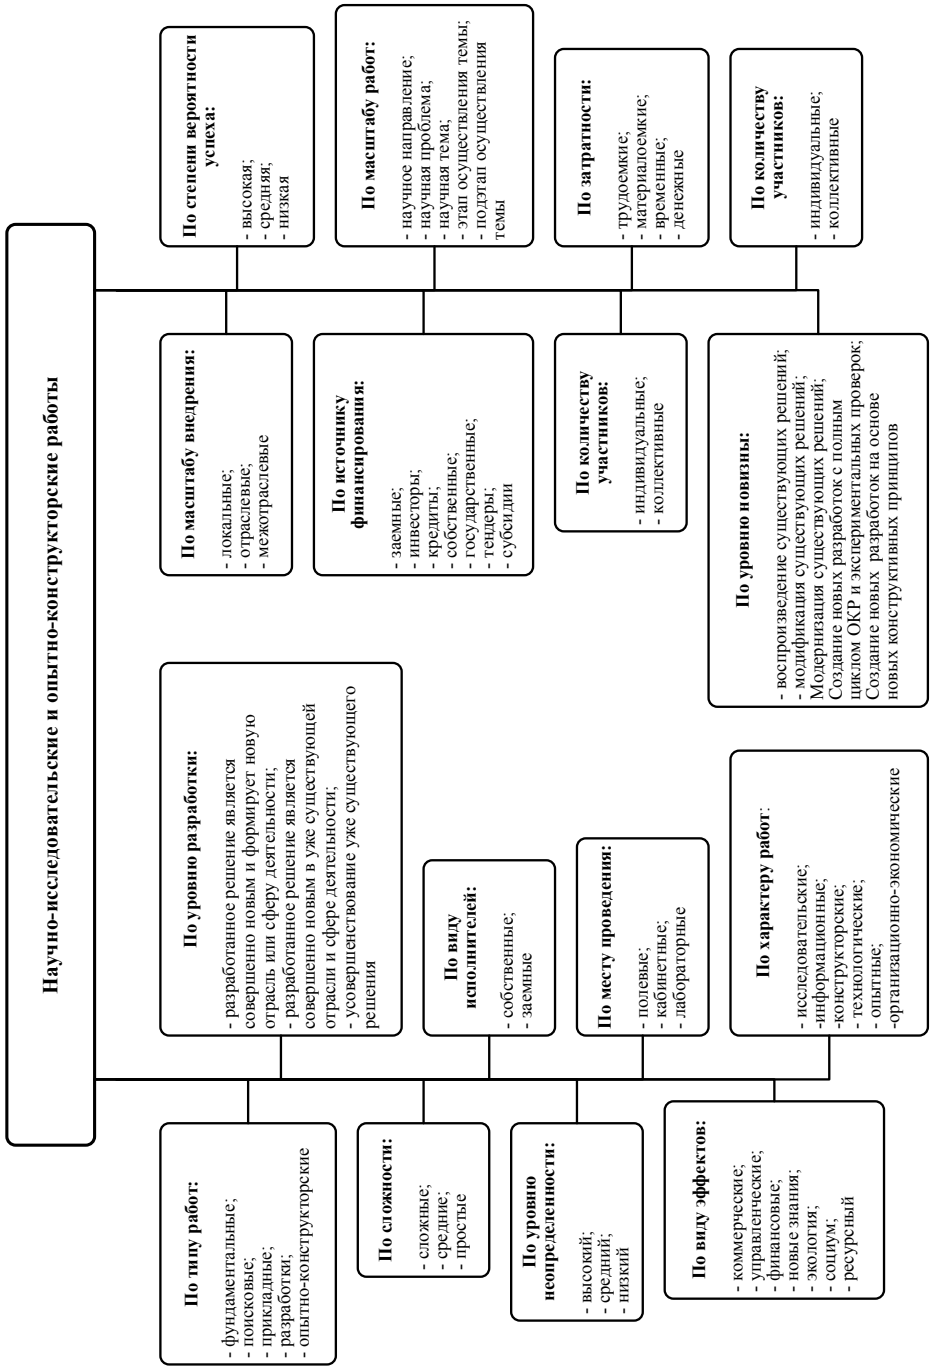 Научно-исследовательские и опытно-конструкторские работы
По типу работ:
- фундаментальные;
- поисковые;
- прикладные;
- разработки;
- опытно-конструкторские
По сложности:
- сложные;
- средние;
- простые
По уровню
неопределенности:
- высокий;
- средний;
- низкий
По виду эффектов:
- коммерческие;
- управленческие;
- финансовые;
- новые знания;
- экология;
- социум;
- ресурсный
По уровню разработки:
- разработанное решение является
совершенно новым и формирует новую
отрасль или сферу деятельности;
- разработанное решение является
совершенно новым в уже существующей
отрасли и сфере деятельности;
- усовершенствование уже существующего
решения
По виду
исполнителей:
- собственные;
- заемные
По месту проведения:
- полевые;
- кабинетные;
- лабораторные
По характеру работ:
- исследовательские;
-информационные;
-конструкторские;
- технологические;
- опытные;
-организационно-экономические
По масштабу внедрения:
- локальные;
- отраслевые;
- межотраслевые
По источнику
финансирования:
- заемные;
- инвесторы;
- кредиты;
- собственные;
- государственные;
- тендеры;
- субсидии
По количеству
участников:
- индивидуальные;
- коллективные
По уровню новизны:
- воспроизведение существующих решений;
- модификация существующих решений;
Модернизация существующих решений;
Создание новых разработок с полным
циклом ОКР и экспериментальных проверок;
Создание новых разработок на основе
новых конструктивных принципов
По степени вероятности
успеха:
- высокая;
- средняя;
- низкая
По масштабу работ:
- научное направление;
- научная проблема;
- научная тема;
- этап осуществления темы;
- подэтап осуществления
темы
По затратности:
- трудоемкие;
- материалоемкие;
- временные;
- денежные
По количеству
участников:
- индивидуальные;
- коллективные